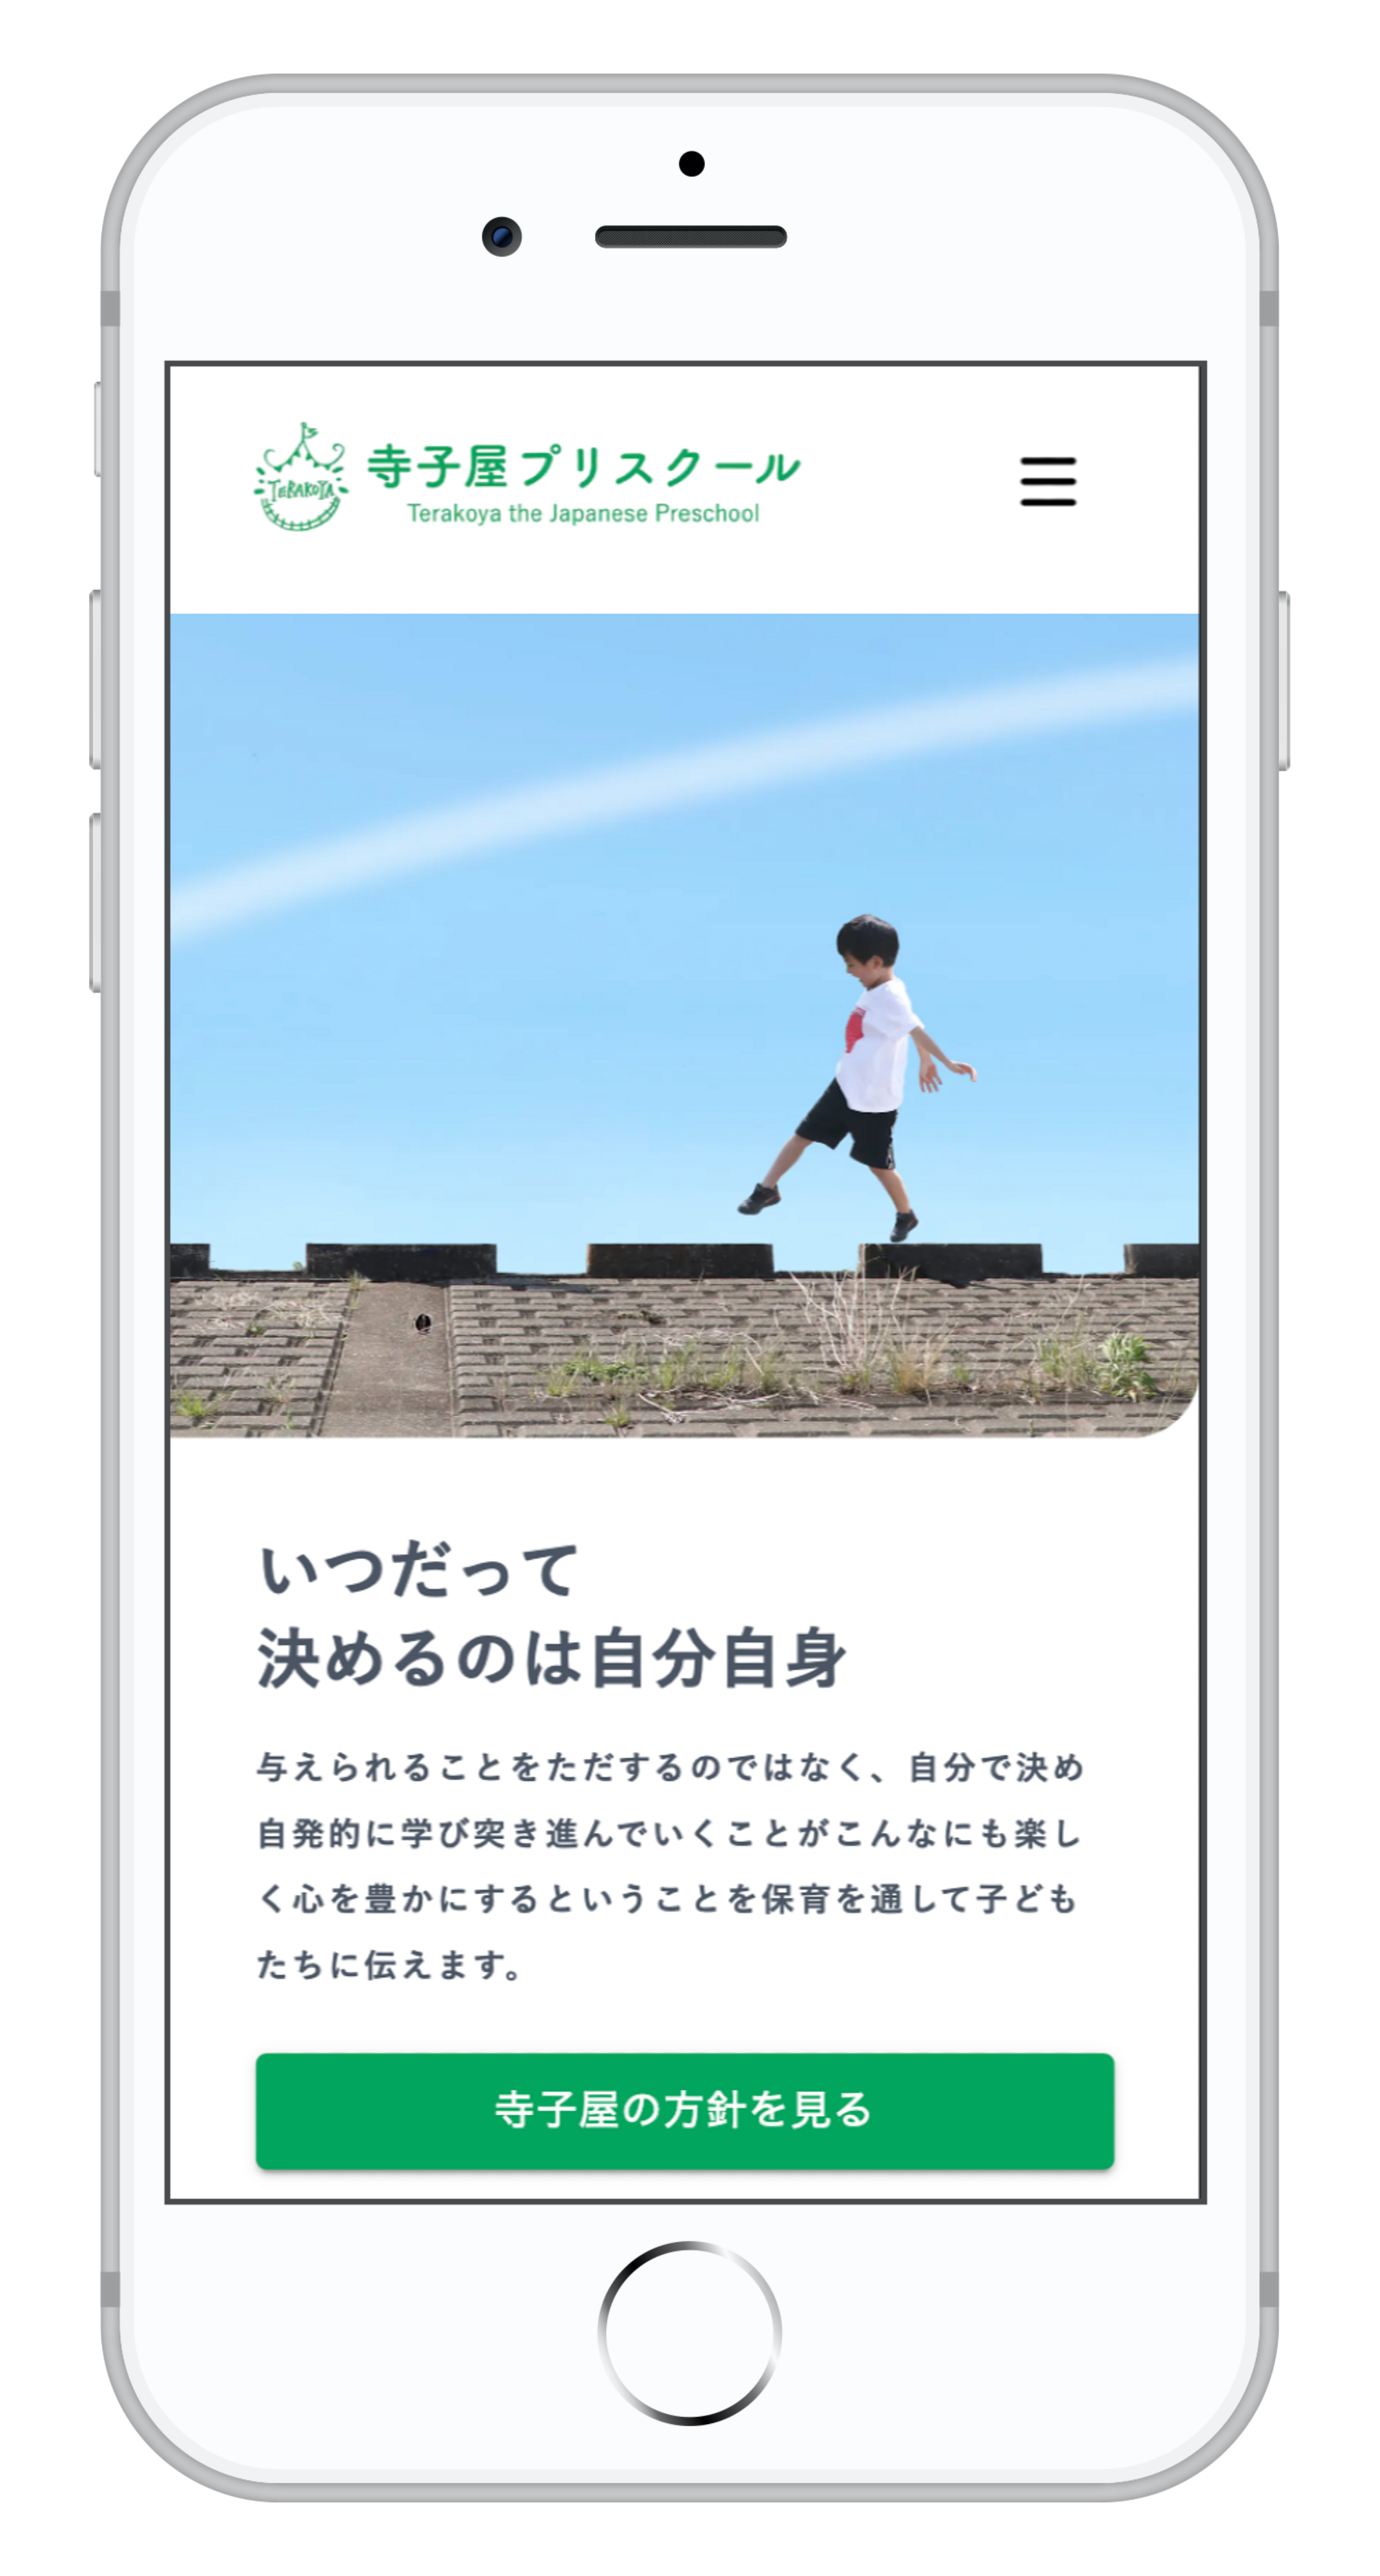 TERAKOYA
寺子屋プリスクール
Terakoya the Japanese Preschool
いつだって
決めるのは自分自身
与えられることをただするのではなく、自分で決め
自発的に学び突き進んでいくことがこんなにも楽し
く心を豊かにするということを保育を通して子ども
たちに伝えます。
寺子屋の方針を見る